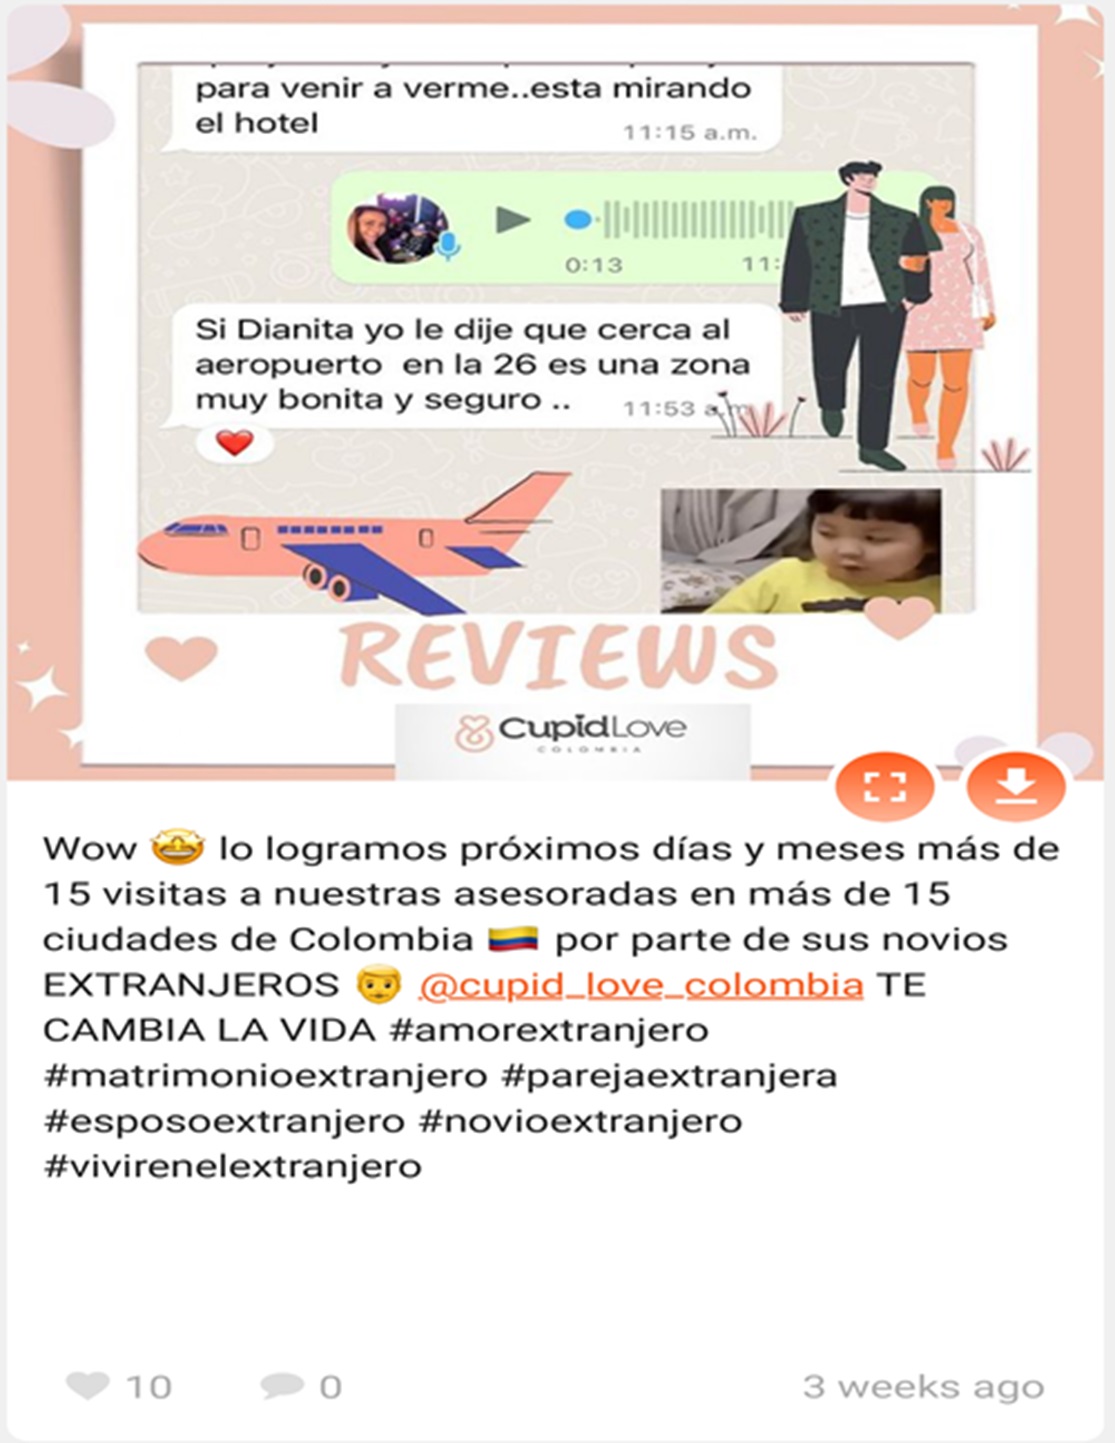 para venir a verme..esta mirando
el hotel
11:15 a.m.
0:13
11:
Si Dianita yo le dije que cerca al
aeropuerto en la 26 es una zona
muy bonita y seguro ..
11:53 a.m
REVIEWS
CupidLove
COLOMBIA
Wow 🤩 lo logramos próximos días y meses más de
15 visitas a nuestras asesoradas en más de 15
ciudades de Colombia 🇨🇴 por parte de sus novios
EXTRANJEROS 👨 @cupid_love_colombia TE
CAMBIA LA VIDA #amorextranjero
#matrimonioextranjero #parejaextranjera
#esposoextranjero #novioextranjero
#vivirenelextranjero
10
0
3 weeks ago